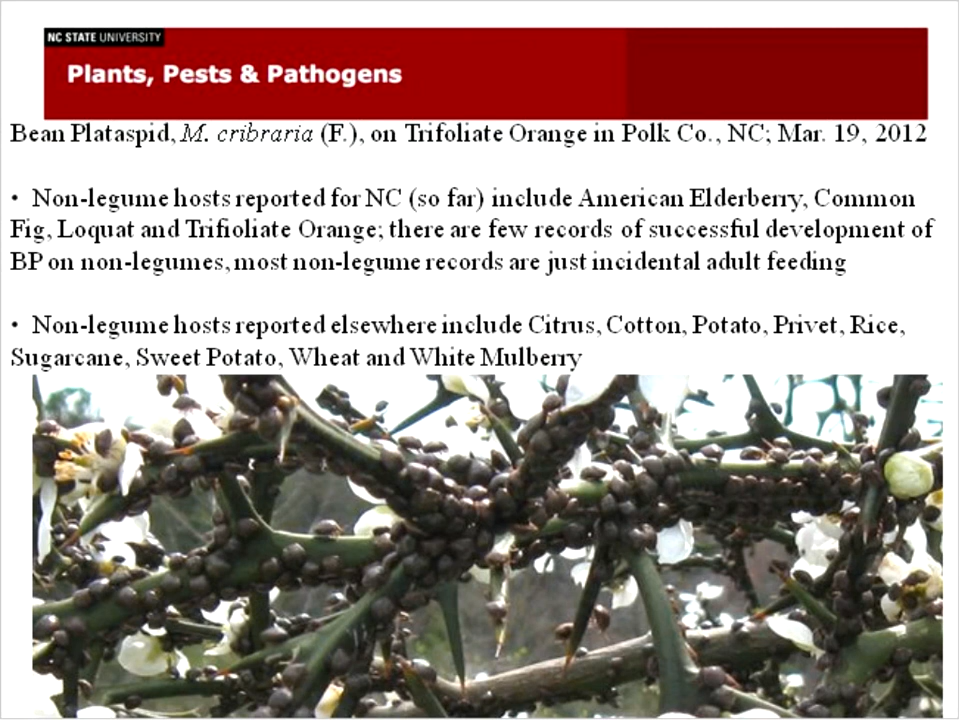 NC STATE UNIVERSITY
Plants, Pests & Pathogens
Bean Plataspid, M. cribraria (F.), on Trifoliate Orange in Polk Co., NC; Mar. 19, 2012
• Non-legume hosts reported for NC (so far) include American Elderberry, Common
Fig, Loquat and Trifioliate Orange; there are few records of successful development of
BP on non-legumes, most non-legume records are just incidental adult feeding
• Non-legume hosts reported elsewhere include Citrus, Cotton, Potato, Privet, Rice,
Sugarcane, Sweet Potato, Wheat and White Mulberry